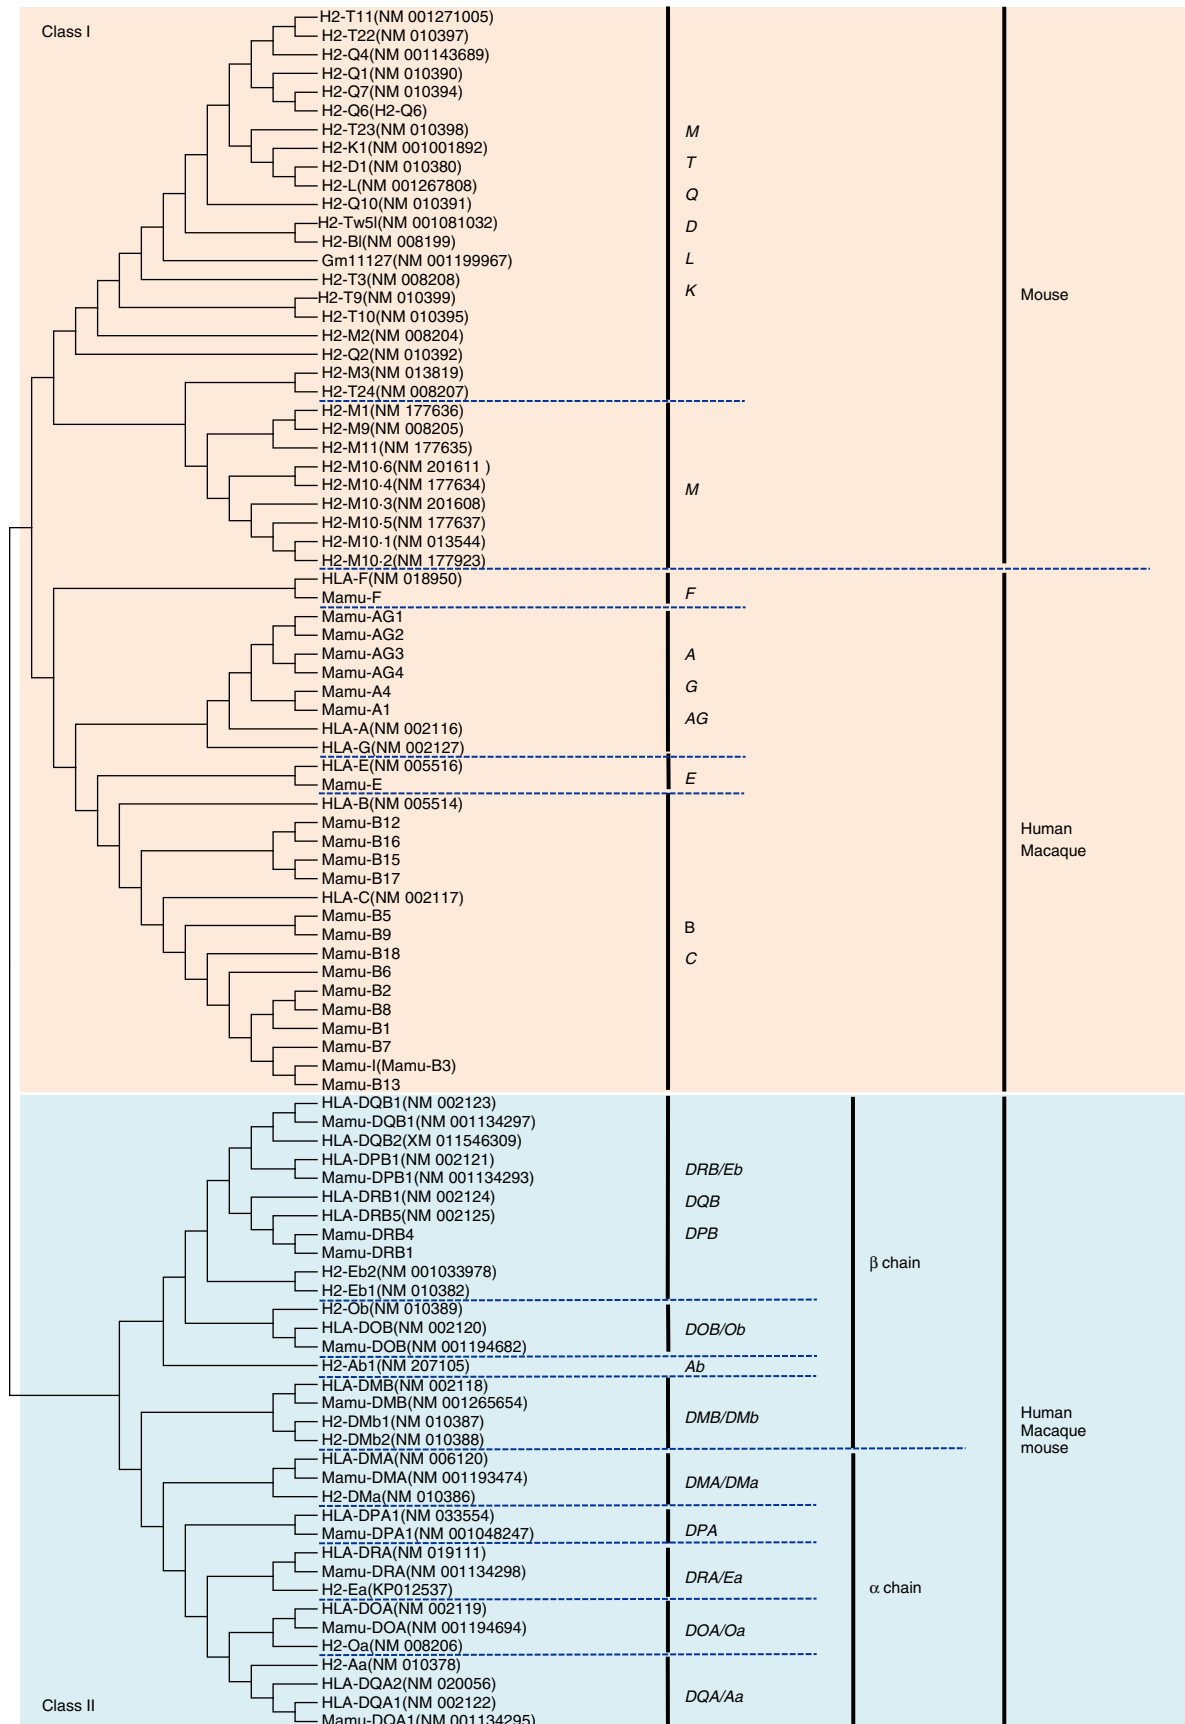 Class I
H2-T11(NM 001271005)
H2-T22(NM 010397)
H2-Q4(NM 001143689)
H2-Q1(NM 010390)
H2-Q7(NM 010394)
H2-Q6(H2-Q6)
H2-T23(NM 010398)
H2-K1(NM 001001892)
H2-D1(NM 010380)
H2-L(NM 001267808)
H2-Q10(NM 010391)
H2-Tw5l(NM 001081032)
H2-Bl(NM 008199)
Gm11127(NM 001199967)
H2-T3(NM 008208)
H2-T9(NM 010399)
H2-T10(NM 010395)
H2-M2(NM 008204)
H2-Q2(NM 010392)
H2-M3(NM 013819)
H2-T24(NM 008207)
M
T
Q
D
L
K
Mouse
H2-M1(NM 177636)
H2-M9(NM 008205)
H2-M11(NM 177635)
H2-M10·6(NM 201611 )
H2-M10·4(NM 177634)
H2-M10·3(NM 201608)
H2-M10·5(NM 177637)
H2-M10·1(NM 013544)
H2-M10·2(NM 177923)
M
HLA-F(NM 018950)
Mamu-F
F
Mamu-AG1
Mamu-AG2
Mamu-AG3
Mamu-AG4
Mamu-A4
Mamu-A1
HLA-A(NM 002116)
HLA-G(NM 002127)
A
G
AG
HLA-E(NM 005516)
Mamu-E
E
HLA-B(NM 005514)
Mamu-B12
Mamu-B16
Mamu-B15
Mamu-B17
HLA-C(NM 002117)
Mamu-B5
Mamu-B9
Mamu-B18
Mamu-B6
Mamu-B2
Mamu-B8
Mamu-B1
Mamu-B7
Mamu-I(Mamu-B3)
Mamu-B13
B
C
Human
Macaque
HLA-DQB1(NM 002123)
Mamu-DQB1(NM 001134297)
HLA-DQB2(XM 011546309)
HLA-DPB1(NM 002121)
Mamu-DPB1(NM 001134293)
HLA-DRB1(NM 002124)
HLA-DRB5(NM 002125)
Mamu-DRB4
Mamu-DRB1
H2-Eb2(NM 001033978)
H2-Eb1(NM 010382)
DRB/Eb
DQB
DPB
β chain
H2-Ob(NM 010389)
HLA-DOB(NM 002120)
Mamu-DOB(NM 001194682)
DOB/Ob
H2-Ab1(NM 207105)
Ab
HLA-DMB(NM 002118)
Mamu-DMB(NM 001265654)
H2-DMb1(NM 010387)
H2-DMb2(NM 010388)
DMB/DMb
Human
Macaque
mouse
HLA-DMA(NM 006120)
Mamu-DMA(NM 001193474)
H2-DMa(NM 010386)
DMA/DMa
HLA-DPA1(NM 033554)
Mamu-DPA1(NM 001048247)
DPA
HLA-DRA(NM 019111)
Mamu-DRA(NM 001134298)
H2-Ea(KP012537)
DRA/Ea
α chain
HLA-DOA(NM 002119)
Mamu-DOA(NM 001194694)
H2-Oa(NM 008206)
DOA/Oa
H2-Aa(NM 010378)
HLA-DQA2(NM 020056)
HLA-DQA1(NM 002122)
Mamu-DQA1(NM 001134295)
DQA/Aa
Class II